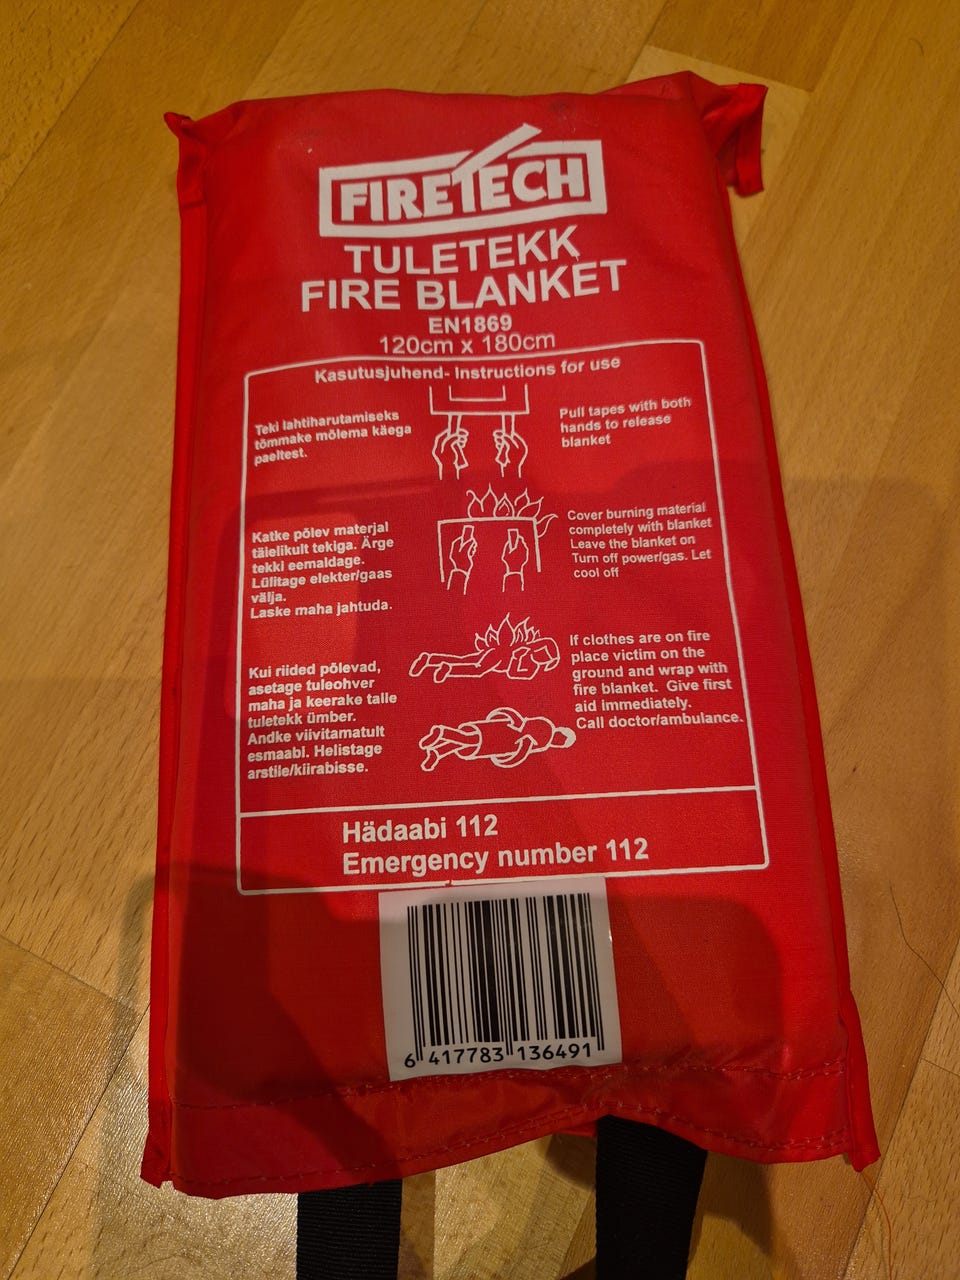 FIRETECH
TULETEKK
FIRE BLANKET
EN1869
120cm x 180cm
Kasutusjuhend- Instructions for use
Teki lahtiharutamiseks
tõmmake mõlema käega
paeltest.
Pull tapes with both
hands to release
blanket
Katke põlev materjal
täielikult tekiga. Ärge
tekki eemaldage.
Lülitage elekter/gaas
välja.
Laske maha jahtuda.
Cover burning material
completely with blanket
Leave the blanket on
Turn off power/gas. Let
cool off
Kui riided põlevad,
asetage tuleohver
maha ja keerake talle
tuletekk ümber.
Andke viivitamatult
esmaabi. Helistage
arstile/kiirabisse.
If clothes are on fire
place victim on the
ground and wrap with
fire blanket. Give first
aid immediately.
Call doctor/ambulance.
Hädaabi 112
Emergency number 112
6 417783 136491